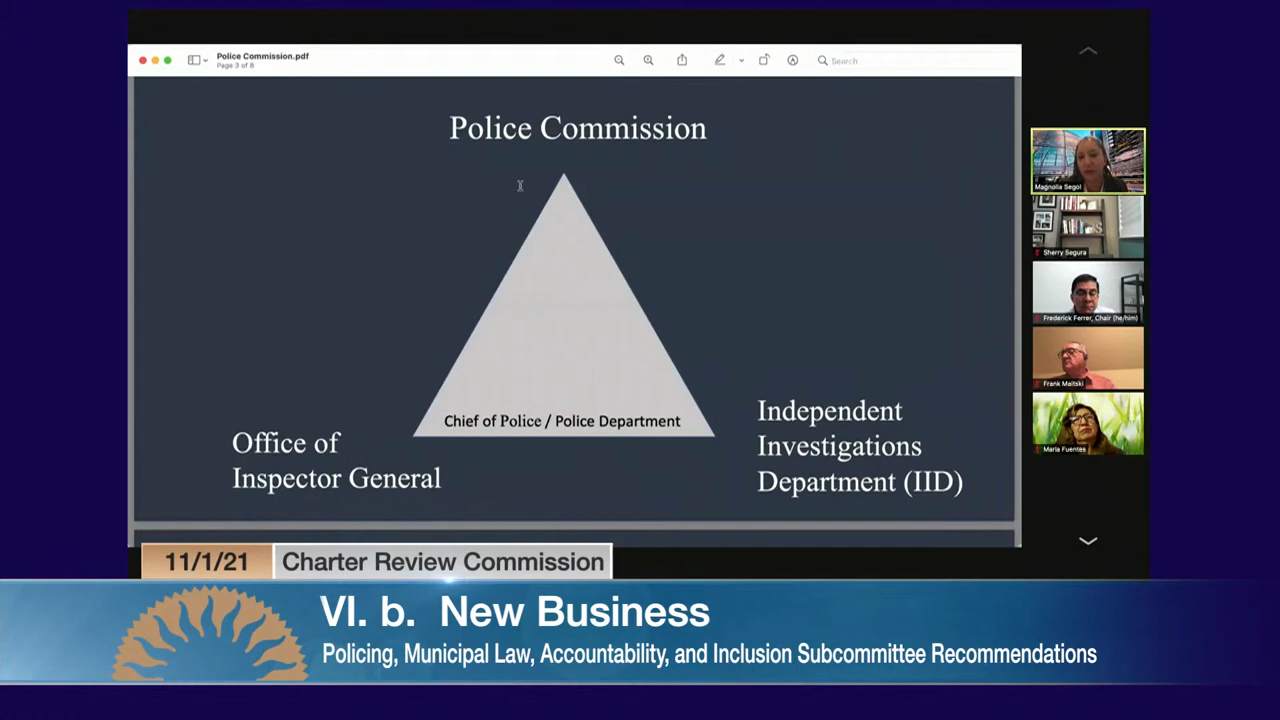 Police Commission.pdf
Page 3 of 8
Search
Police Commission
Chief of Police / Police Department
Office of
Inspector General
Independent
Investigations
Department (IID)
Magnolia Segol
Sherry Segura
Frederick Ferrer, Chair (he/him)
Frank Maitski
Maria Fuentes
11/1/21
Charter Review Commission
VI. b. New Business
Policing, Municipal Law, Accountability, and Inclusion Subcommittee Recommendations